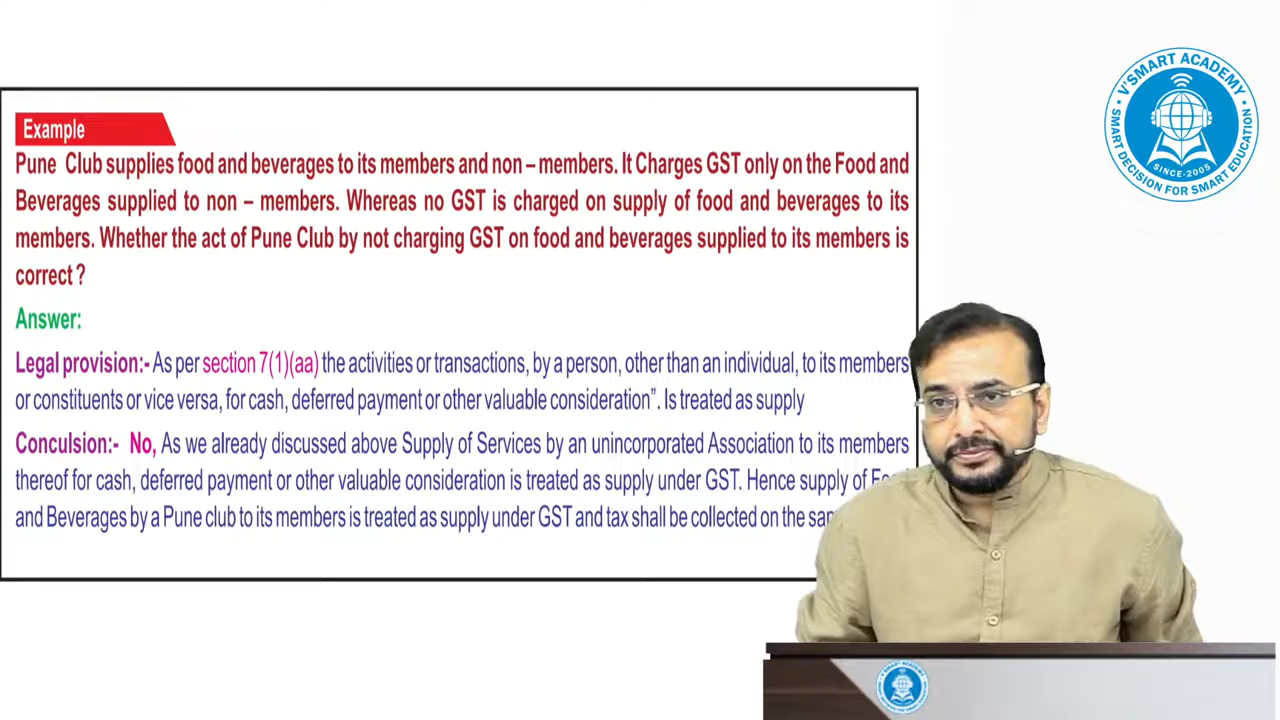 Example
Pune Club supplies food and beverages to its members and non – members. It Charges GST only on the Food and
Beverages supplied to non – members. Whereas no GST is charged on supply of food and beverages to its
members. Whether the act of Pune Club by not charging GST on food and beverages supplied to its members is
correct ?
Answer:
Legal provision:- As per section 7(1)(aa) the activities or transactions, by a person, other than an individual, to its members
or constituents or vice versa, for cash, deferred payment or other valuable consideration”. Is treated as supply
Conculsion:- No, As we already discussed above Supply of Services by an unincorporated Association to its members
thereof for cash, deferred payment or other valuable consideration is treated as supply under GST. Hence supply of
and Beverages by a Pune club to its members is treated as supply under GST and tax shall be collected on the
V'SMART ACADEMY
SINCE-2005
SMART DECISION FOR SMART EDUCATION